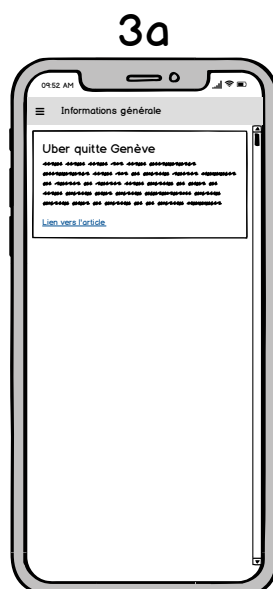 3a
09:52 AM
Informations générale
Uber quitte Genève
Lien vers l'article